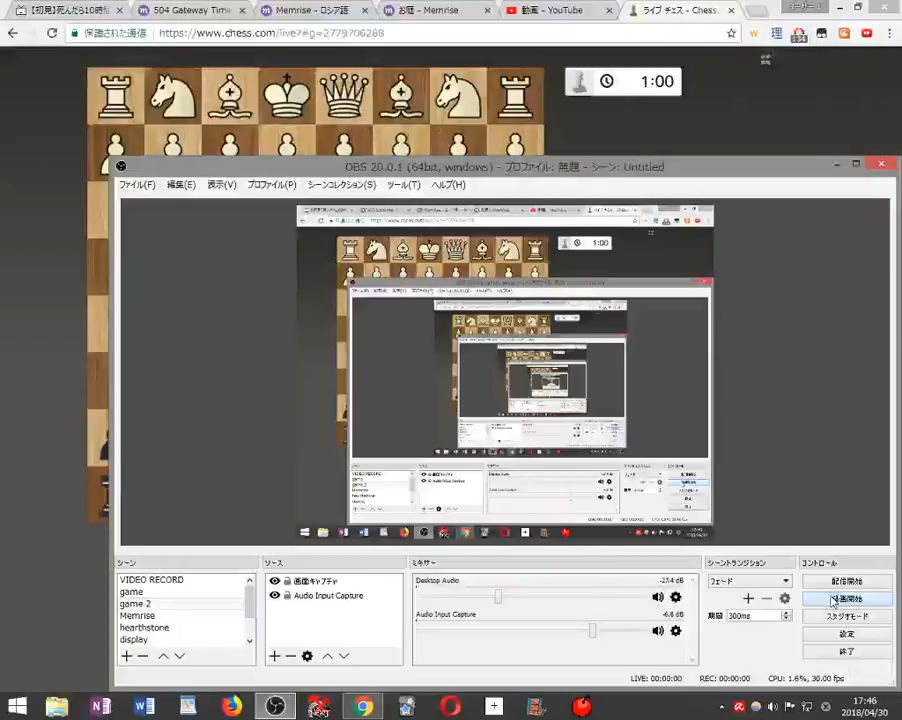 【初見】死んだら10時
504 Gateway Time
Memrise - ロシア語
お庭 - Memrise
動画 - YouTube
ライブ チェス - Chess.
保護された通信
https://www.chess.com/live?#g=2779706288
1:00
OBS 20.0.1 (64bit, windows) - プロファイル: 無題 - シーン: Untitled
ファイル(F) 編集(E) 表示(V) プロファイル(P) シーンコレクション(S) ツール(T) ヘルプ(H)
1:00
シーン
ソース
ミキサー
シーントランジション
コントロール
VIDEO RECORD
game
game 2
Memrise
hearthstone
display
画面キャプチャ
Audio Input Capture
Desktop Audio
-27.4 dB
Audio Input Capture
-6.6 dB
フェード
期間 300ms
配信開始
録画開始
スタジオモード
設定
終了
LIVE: 00:00:00
REC: 00:00:00
CPU: 1.6%, 30.00 fps
17:46
2018/04/30